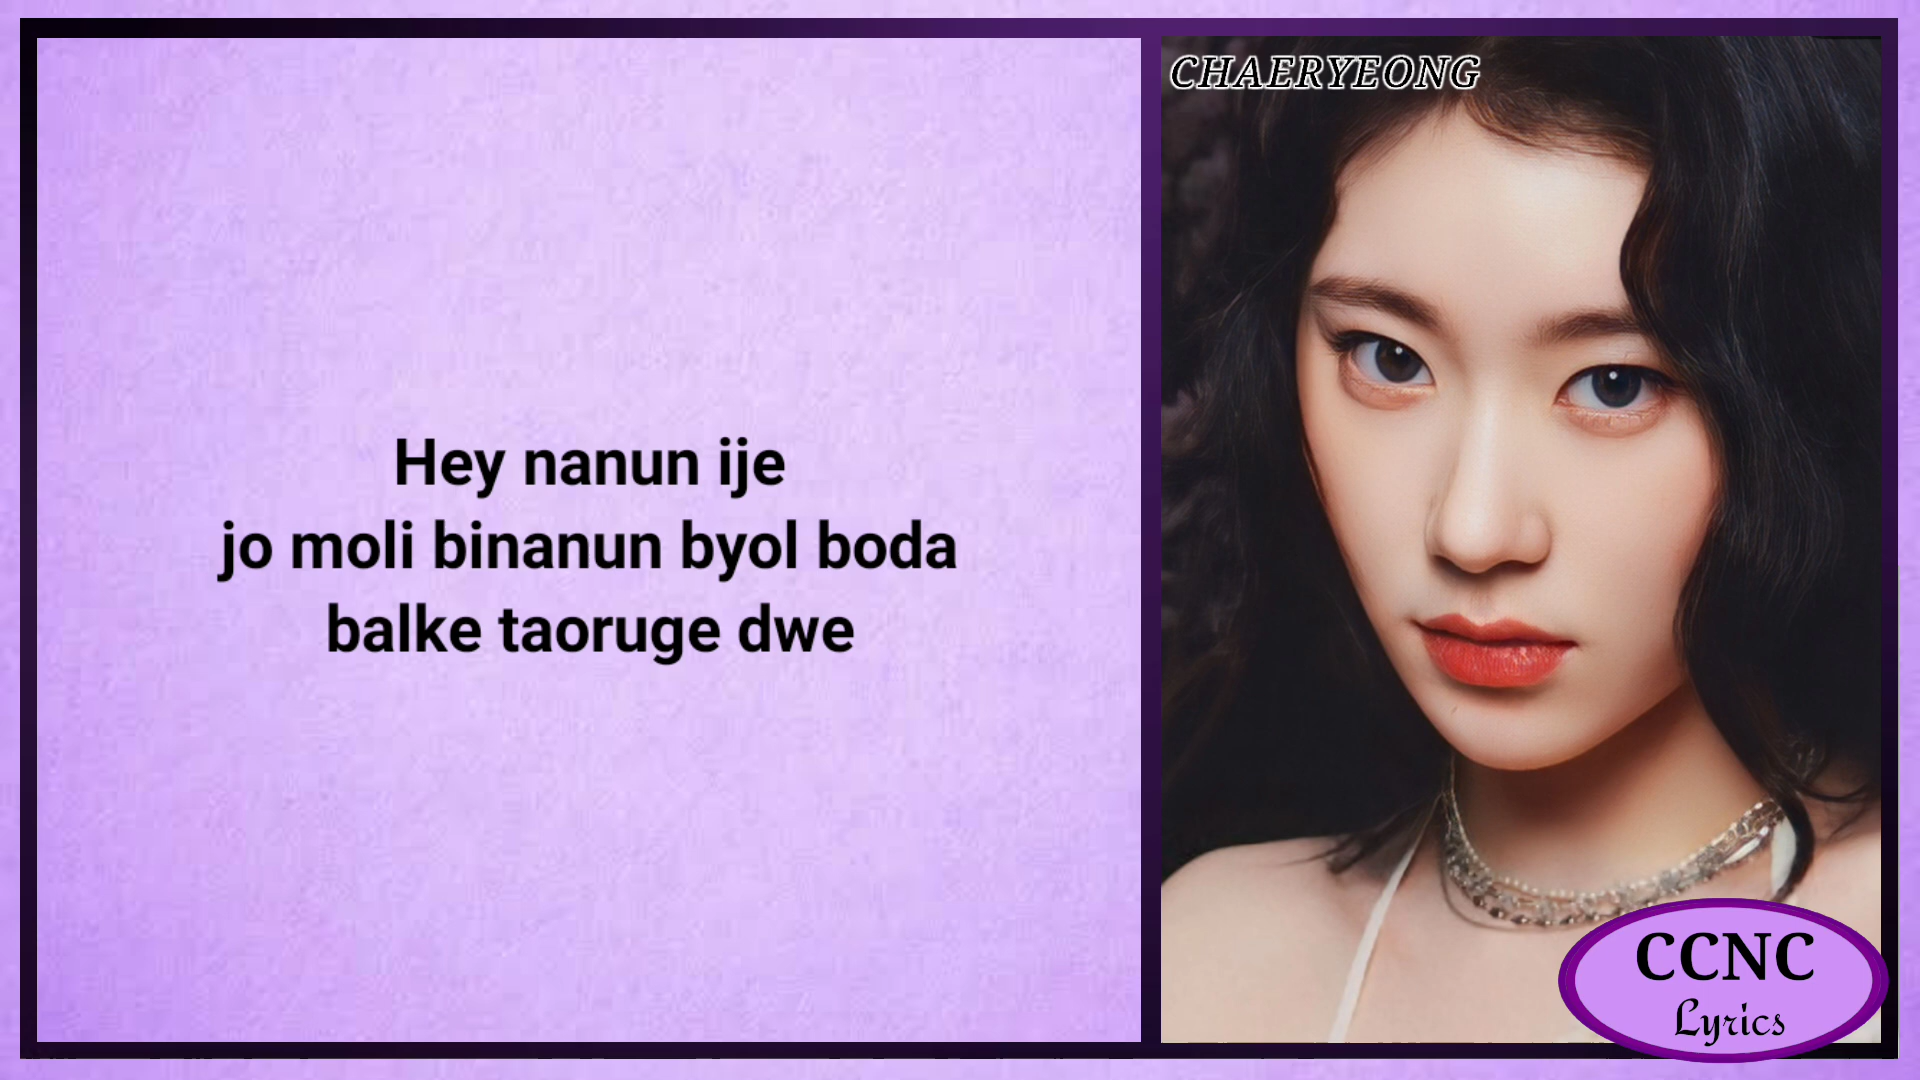 Hey nanun ije
jo moli binanun byol boda
balke taoruge dwe
CHAERYEONG
CCNC
Lyrics